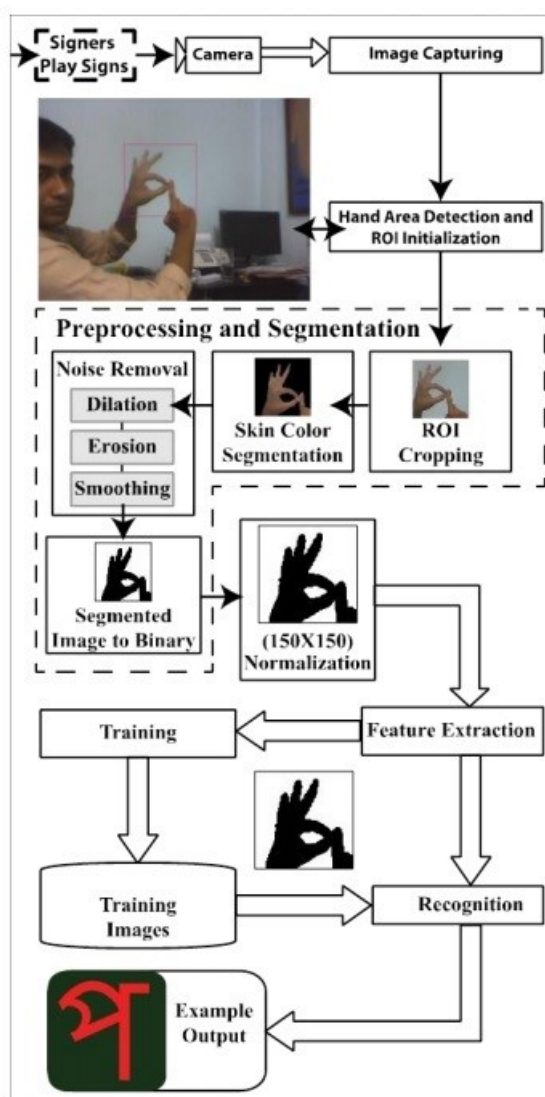 Signers
Play Signs
Camera
Image Capturing
Hand Area Detection and
ROI Initialization
Preprocessing and Segmentation
Noise Removal
Dilation
Erosion
Smoothing
Skin Color
Segmentation
ROI
Cropping
Segmented
Image to Binary
(150X150)
Normalization
Training
Feature Extraction
Training
Images
Recognition
প
Example
Output